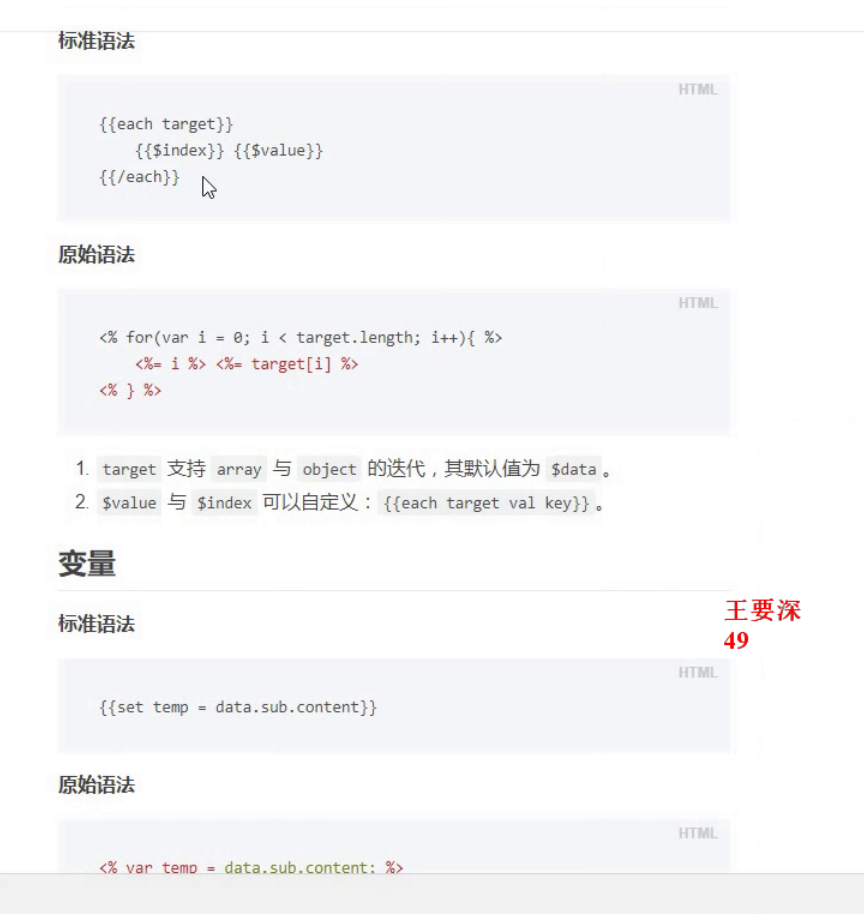 标准语法
HTML
{{each target}}
{{$index}} {{$value}}
{{/each}}
原始语法
HTML
<% for(var i = 0; i < target.length; i++){ %>
<%= i %> <%= target[i] %>
<% } %>
1. target 支持 array 与 object 的迭代，其默认值为 $data。
2. $value 与 $index 可以自定义：{{each target val key}}。
变量
标准语法
王要深
49
HTML
{{set temp = data.sub.content}}
原始语法
HTML
<% var temp = data.sub.content; %>